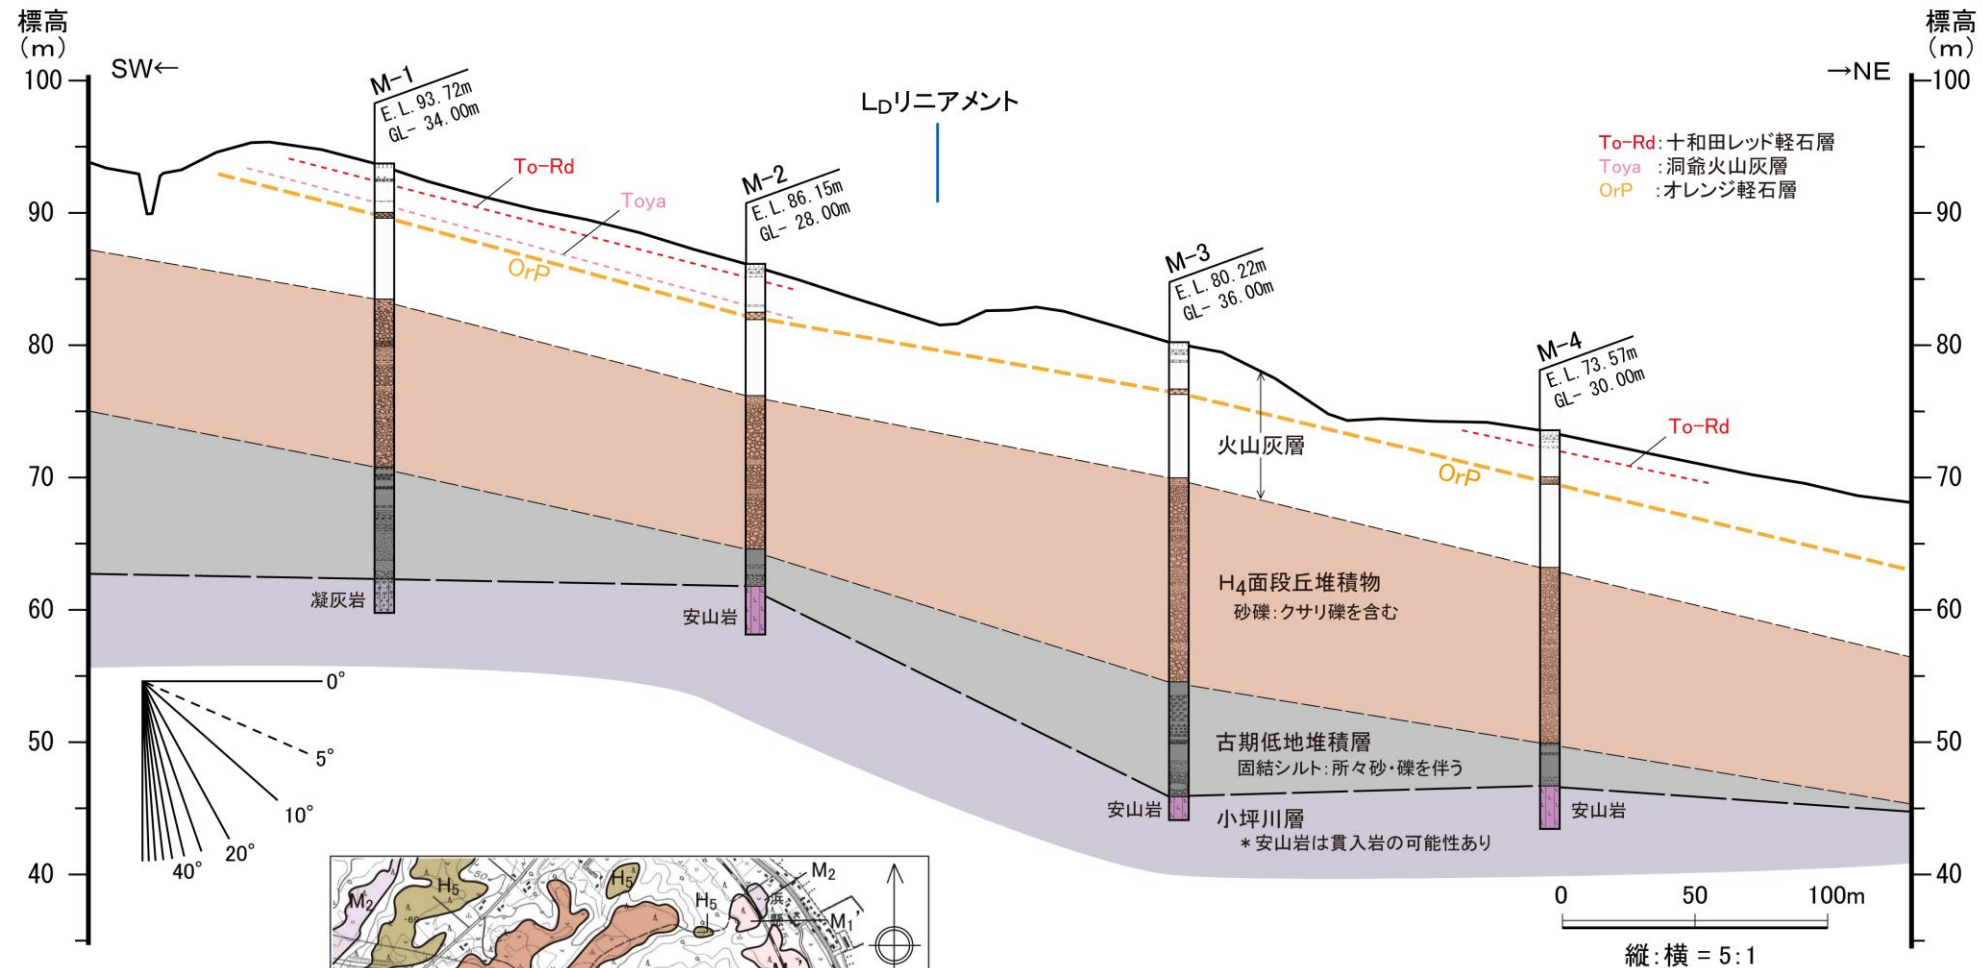 標高
(m)
標高
(m)
SW←
→NE
100
90
80
70
60
50
40
100
90
80
70
60
50
40
M-1
E.L.93.72m
GL- 34.00m
M-2
E.L.86.15m
GL- 28.00m
LDリニアメント
M-3
E.L.80.22m
GL- 36.00m
M-4
E.L.73.57m
GL- 30.00m
To-Rd:十和田レッド軽石層
Toya :洞爺火山灰層
OrP :オレンジ軽石層
To-Rd
Toya
OrP
火山灰層
To-Rd
OrP
H4面段丘堆積物
砂礫:クサリ礫を含む
凝灰岩
安山岩
古期低地堆積層
固結シルト:所々砂・礫を伴う
安山岩
小坪川層
*安山岩は貫入岩の可能性あり
安山岩
0°
5°
10°
20°
40°
M2
H5
H5
H5
M2
M1'
浜
0 50 100m
縦:横 = 5:1